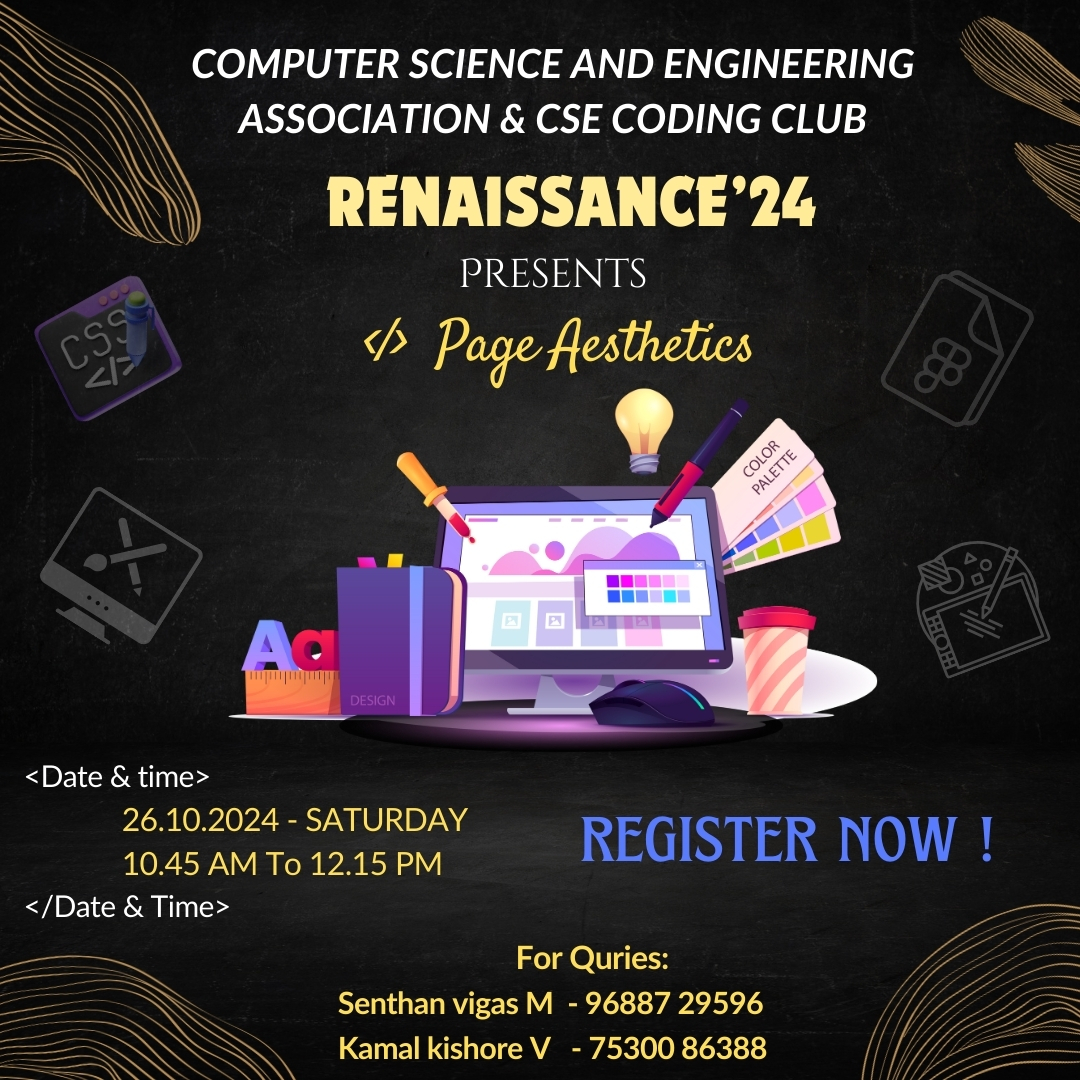 COMPUTER SCIENCE AND ENGINEERING
ASSOCIATION & CSE CODING CLUB
RENAISSANCE'24
PRESENTS
</> Page Aesthetics
CSS
</>
COLOR
PALETTE
Aa
DESIGN
<Date & time>
26.10.2024 - SATURDAY
10.45 AM To 12.15 PM
</Date & Time>
REGISTER NOW !
For Quries:
Senthan vigas M - 96887 29596
Kamal kishore V - 75300 86388